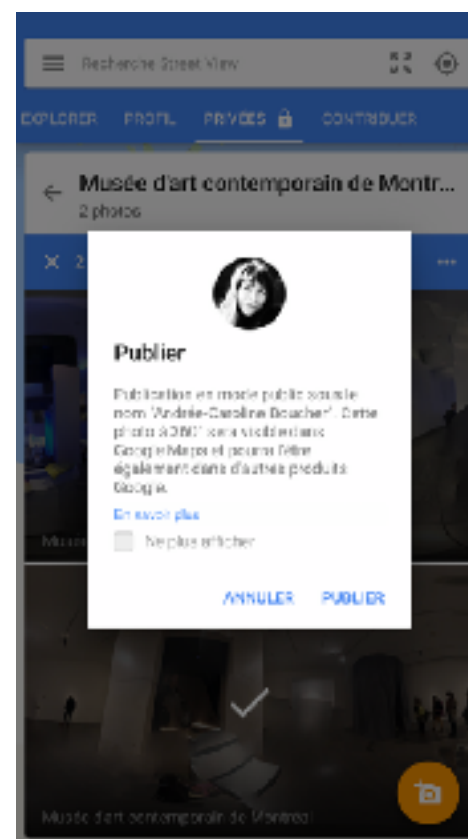 Recherche Street View
EXPLORER PROFIL PRIVÉES CONTRIBUER
Musée d'art contemporain de Montr...
2 photos
2
Publier
Publication en mode public sous le
nom "Andrée-Caroline Boucher". Cette
photo à 360° sera visible dans
Google Maps et pourra l'être
également dans d'autres produits
Google.
En savoir plus
Ne plus afficher
ANNULER PUBLIER
Musée d'art contemporain de Montréal